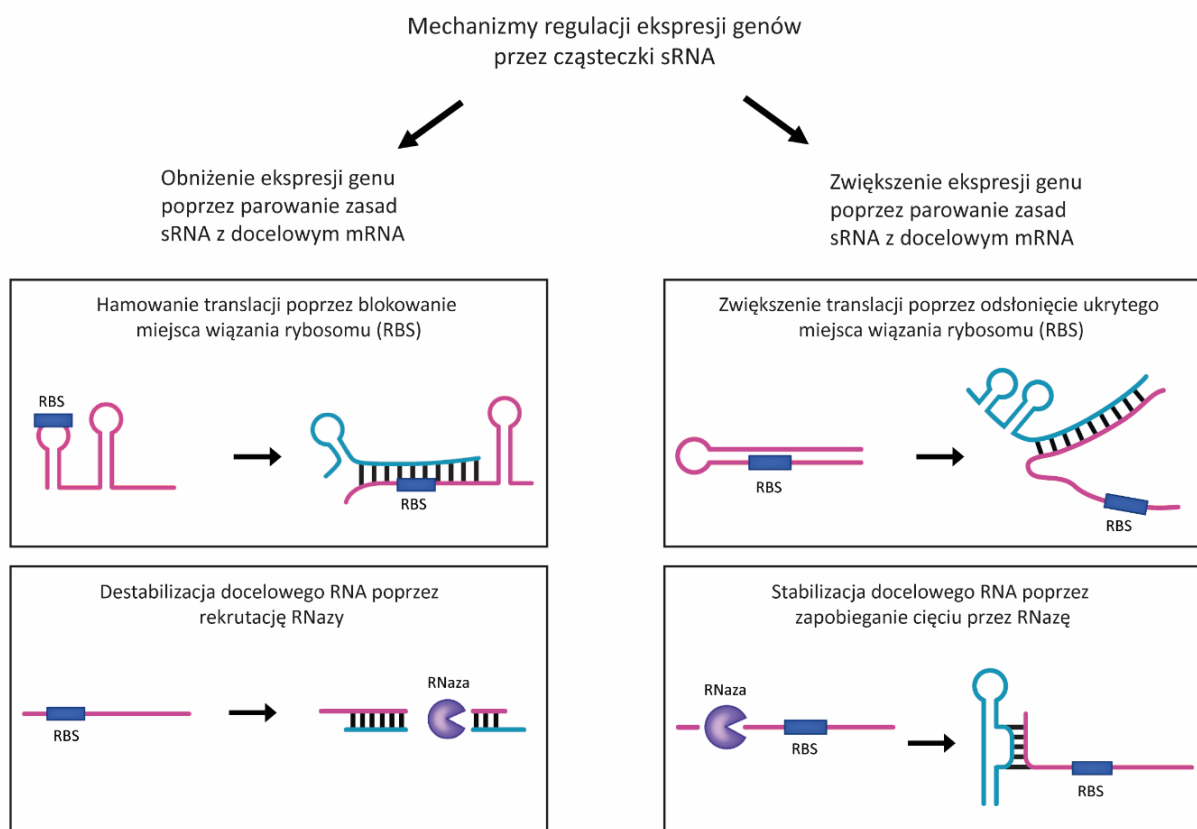 Mechanizmy regulacji ekspresji genów
przez cząsteczki sRNA
Obniżenie ekspresji genu
poprzez parowanie zasad
sRNA z docelowym mRNA
Zwiększenie ekspresji genu
poprzez parowanie zasad
sRNA z docelowym mRNA
Hamowanie translacji poprzez blokowanie
miejsca wiązania rybosomu (RBS)
RBS
RBS
Zwiększenie translacji poprzez odsłonięcie ukrytego
miejsca wiązania rybosomu (RBS)
RBS
RBS
Destabilizacja docelowego RNA poprzez
rekrutację RNazy
RBS
RNaza
Stabilizacja docelowego RNA poprzez
zapobieganie cięciu przez RNazę
RNaza
RBS
RBS